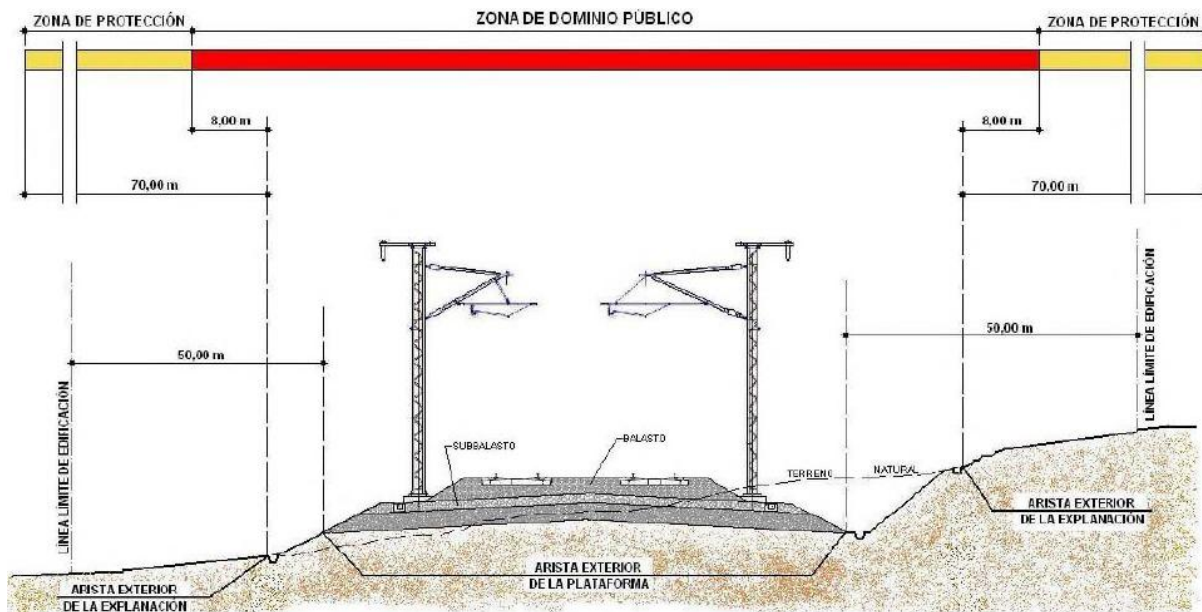 ZONA DE PROTECCIÓN
ZONA DE DOMINIO PÚBLICO
ZONA DE PROTECCIÓN
8,00 m
8,00 m
70,00 m
70,00 m
50,00 m
50,00 m
LÍNEA LÍMITE DE EDIFICACIÓN
LÍNEA LÍMITE DE EDIFICACIÓN
SUBBALASTO
BALASTO
TERRENO NATURAL
ARISTA EXTERIOR
DE LA EXPLANACIÓN
ARISTA EXTERIOR
DE LA PLATAFORMA
ARISTA EXTERIOR
DE LA EXPLANACIÓN